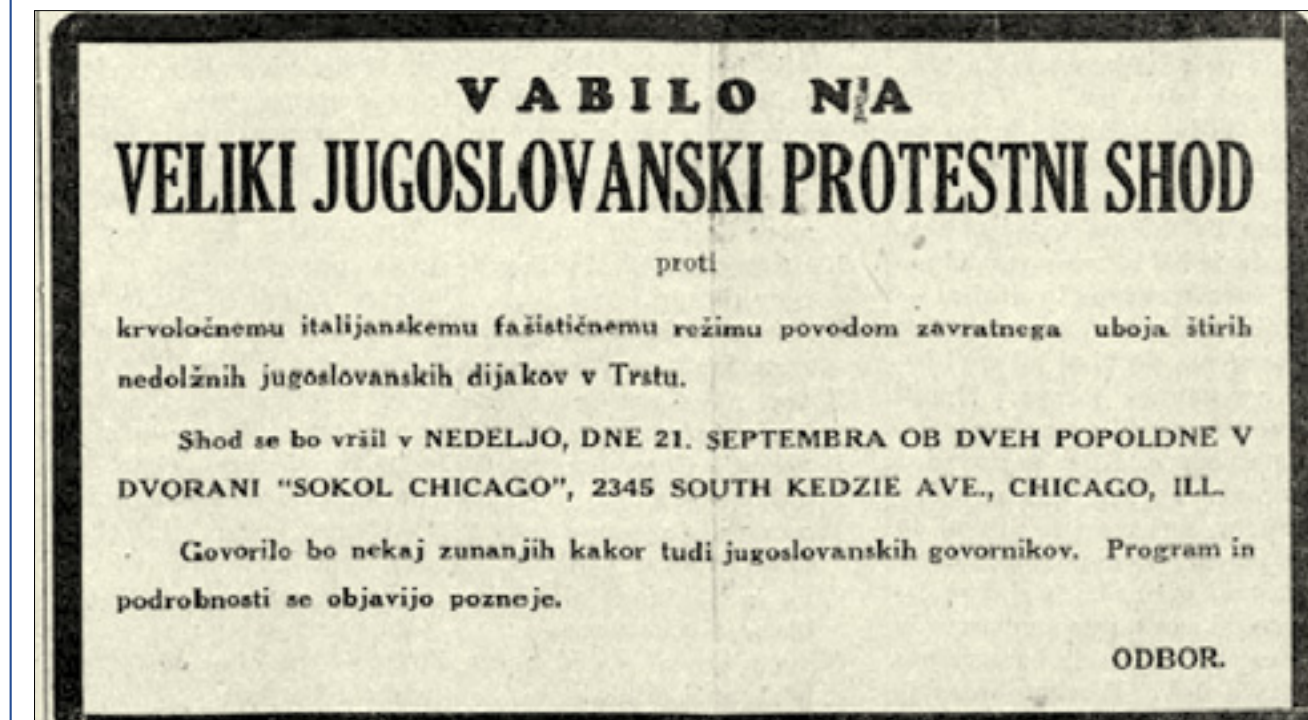 VABILO NA
VELIKI JUGOSLOVANSKI PROTESTNI SHOD
proti
krvoločnemu italijanskemu fašističnemu režimu povodom zavratnega uboja štirih
nedolžnih jugoslovanskih dijakov v Trstu.
Shod se bo vršil v NEDELJO, DNE 21. SEPTEMBRA OB DVEH POPOLDNE V
DVORANI "SOKOL CHICAGO", 2345 SOUTH KEDZIE AVE., CHICAGO, ILL.
Govorilo bo nekaj zunanjih kakor tudi jugoslovanskih govornikov. Program in
podrobnosti se objavijo pozneje.
ODBOR.